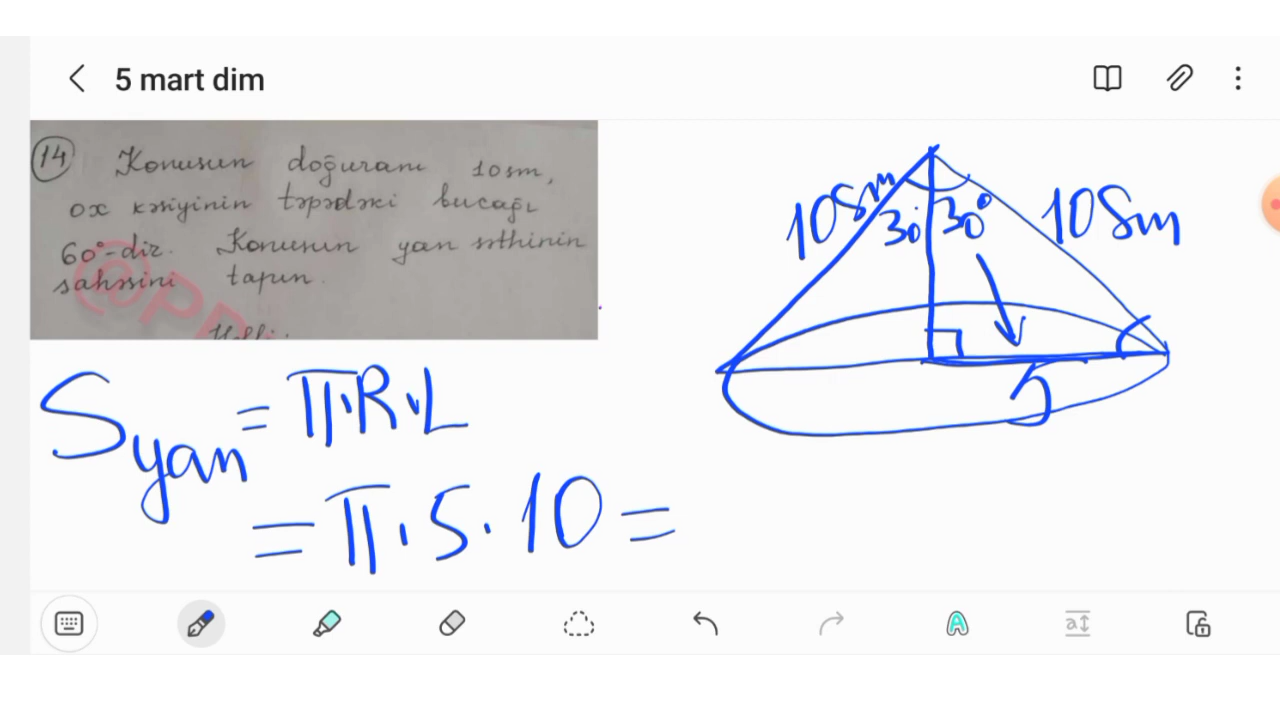 5 mart dim
14 Konusun doğuranı 10sm,
ox kəsiyinin təpədəki bucağı
60°-dir. Konusun yan səthinin
sahəsini tapın.
@PD
10sm 30° 30° 10sm
5
Syan = π·R·L
= π·5·10 =
A
a